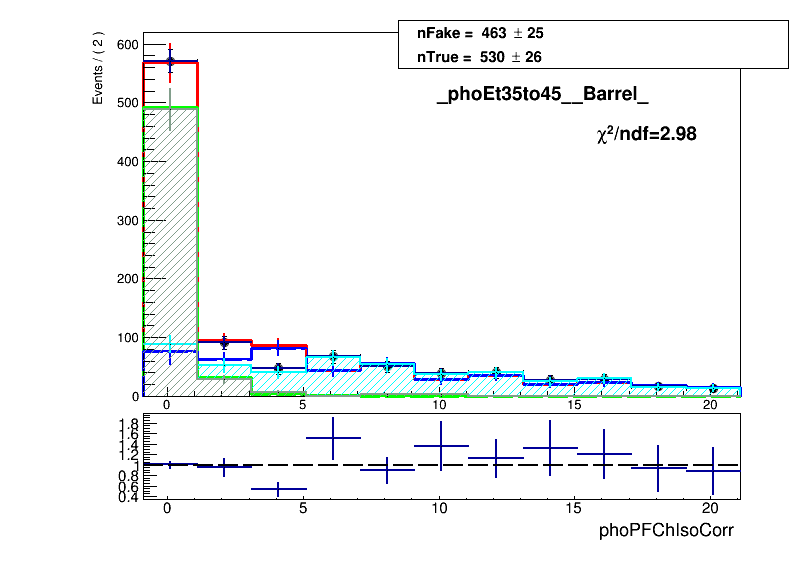 nFake = 463 ± 25
nTrue = 530 ± 26
Events / ( 2 )
_phoEt35to45__Barrel_
χ²/ndf=2.98
600
500
400
300
200
100
0
0 5 10 15 20
1.8
1.6
1.4
1.2
1
0.8
0.6
0.4
0 5 10 15 20
phoPFChIsoCorr